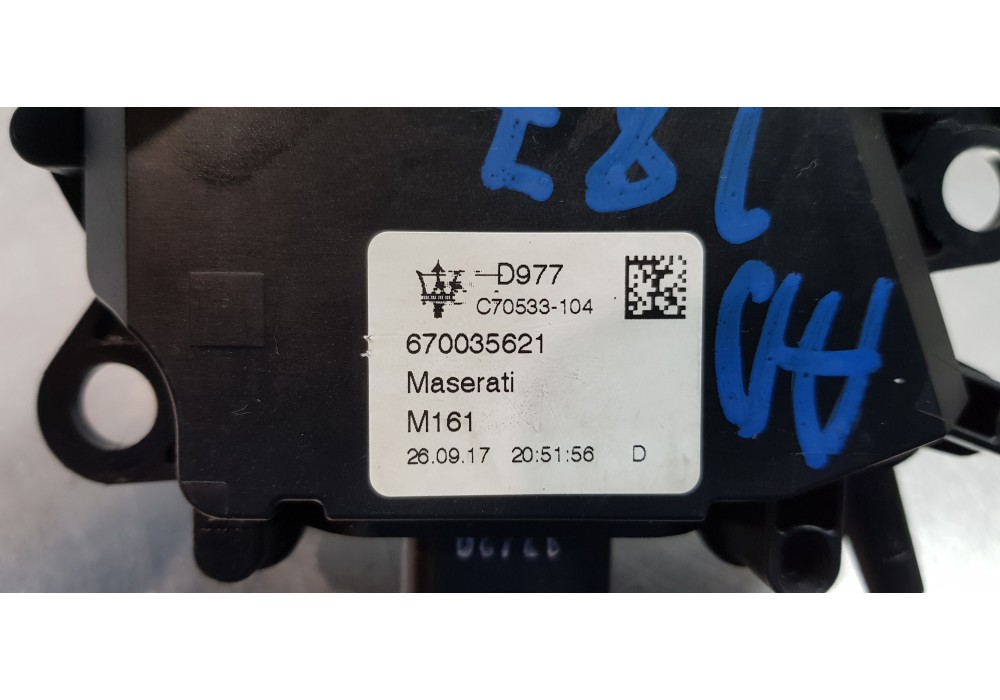 D977
C70533-104
670035621
Maserati
M161
26.09.17 20:51:56 D